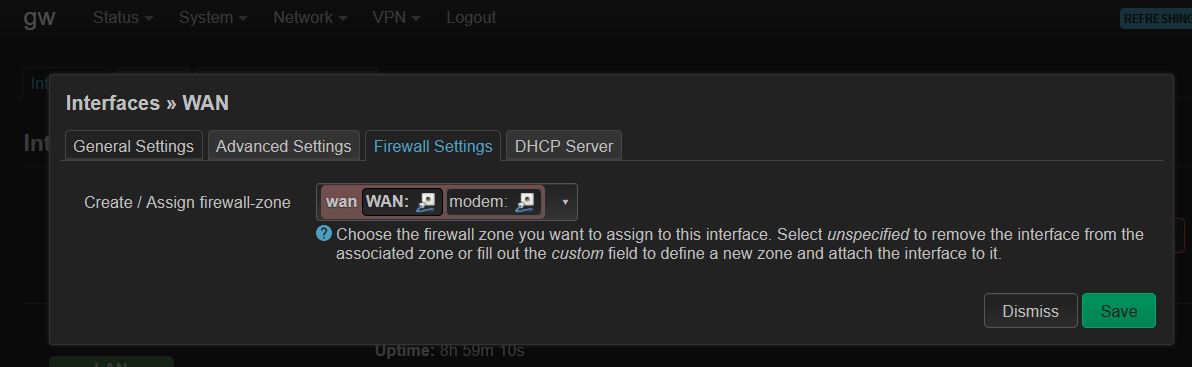 gw Status System Network VPN Logout REFRESHING
Int
Interfaces » WAN
Int
General Settings Advanced Settings Firewall Settings DHCP Server
Create / Assign firewall-zone wan WAN: modem:
Choose the firewall zone you want to assign to this interface. Select unspecified to remove the interface from the
associated zone or fill out the custom field to define a new zone and attach the interface to it.
Dismiss Save
Uptime: 8h 59m 10s
LAN